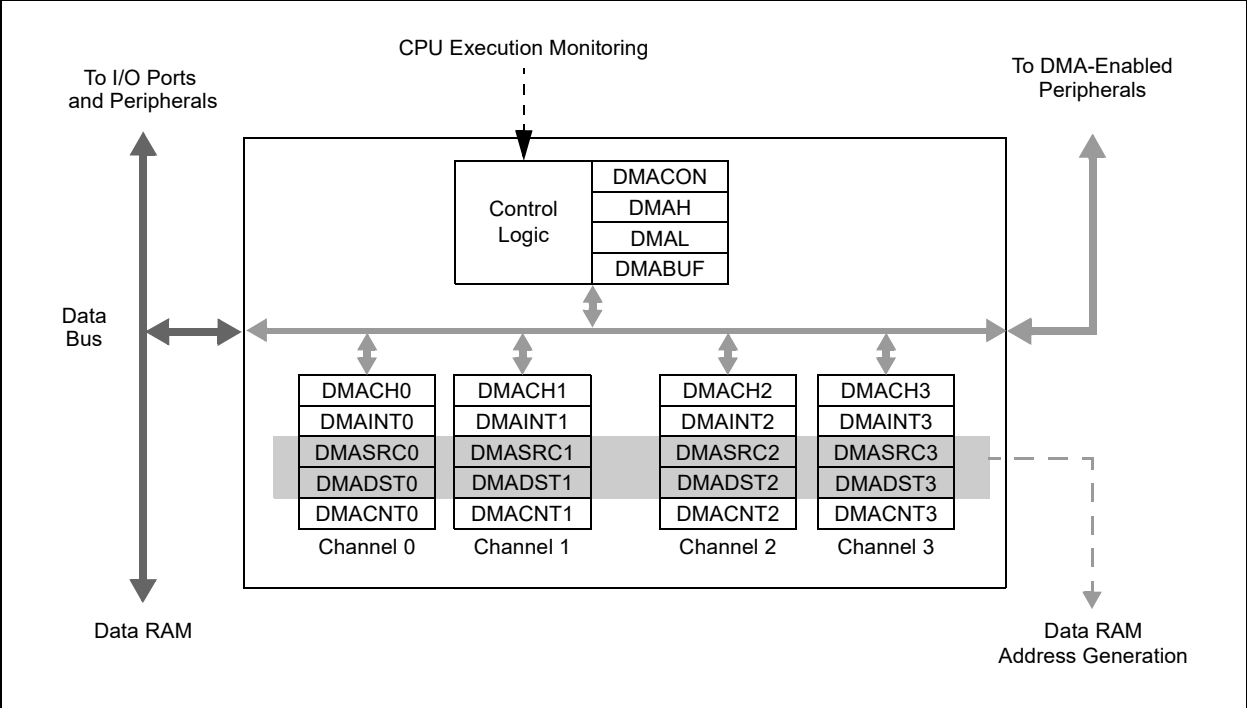 CPU Execution Monitoring
To I/O Ports
and Peripherals
To DMA-Enabled
Peripherals
Control
Logic
DMACON
DMAH
DMAL
DMABUF
Data
Bus
DMACH0
DMAINT0
DMASRC0
DMADST0
DMACNT0
Channel 0
DMACH1
DMAINT1
DMASRC1
DMADST1
DMACNT1
Channel 1
DMACH2
DMAINT2
DMASRC2
DMADST2
DMACNT2
Channel 2
DMACH3
DMAINT3
DMASRC3
DMADST3
DMACNT3
Channel 3
Data RAM
Data RAM
Address Generation